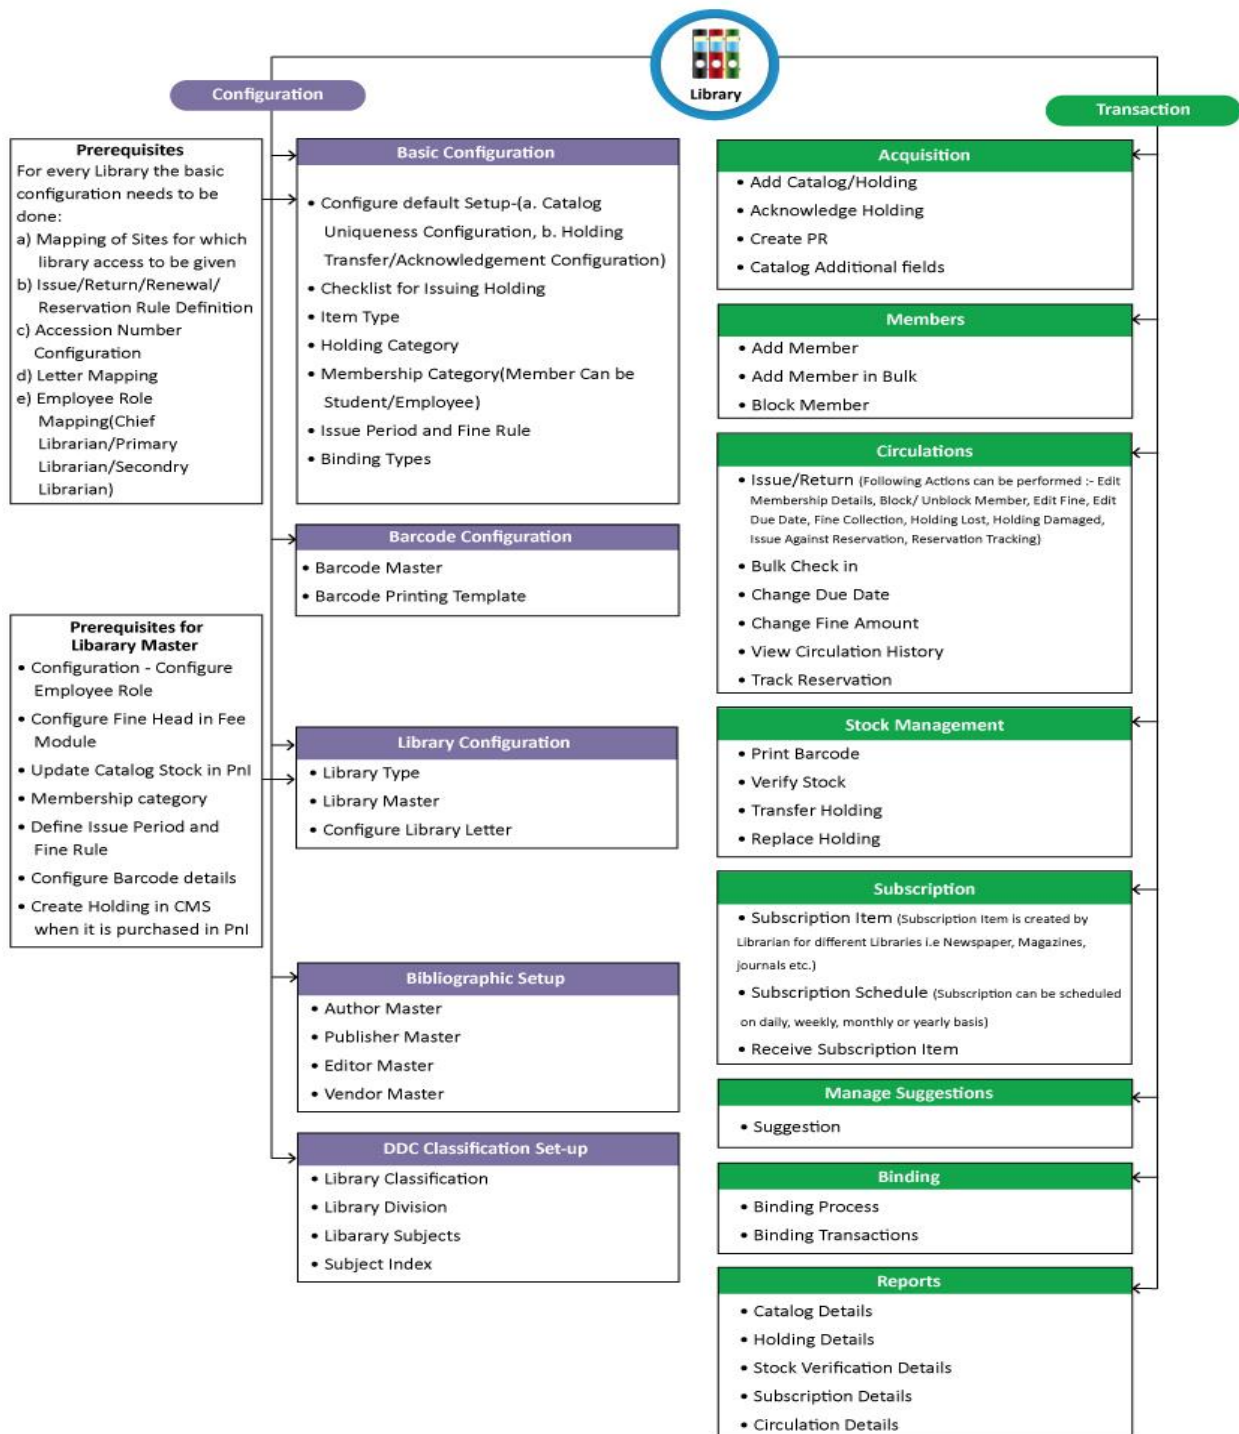 Library
Configuration
Transaction
Prerequisites
For every Library the basic
configuration needs to be
done:
a) Mapping of Sites for which
library access to be given
b) Issue/Return/Renewal/
Reservation Rule Definition
c) Accession Number
Configuration
d) Letter Mapping
e) Employee Role
Mapping(Chief
Librarian/Primary
Librarian/Secondry
Librarian)
Prerequisites for
Libarary Master
• Configuration - Configure
Employee Role
• Configure Fine Head in Fee
Module
• Update Catalog Stock in PnI
• Membership category
• Define Issue Period and
Fine Rule
• Configure Barcode details
• Create Holding in CMS
when it is purchased in PnI
Basic Configuration
• Configure default Setup-(a. Catalog
Uniqueness Configuration, b. Holding
Transfer/Acknowledgement Configuration)
• Checklist for Issuing Holding
• Item Type
• Holding Category
• Membership Category(Member Can be
Student/Employee)
• Issue Period and Fine Rule
• Binding Types
Barcode Configuration
• Barcode Master
• Barcode Printing Template
Library Configuration
• Library Type
• Library Master
• Configure Library Letter
Bibliographic Setup
• Author Master
• Publisher Master
• Editor Master
• Vendor Master
DDC Classification Set-up
• Library Classification
• Library Division
• Libarary Subjects
• Subject Index
Acquisition
• Add Catalog/Holding
• Acknowledge Holding
• Create PR
• Catalog Additional fields
Members
• Add Member
• Add Member in Bulk
• Block Member
Circulations
• Issue/Return (Following Actions can be performed :- Edit
Membership Details, Block/ Unblock Member, Edit Fine, Edit
Due Date, Fine Collection, Holding Lost, Holding Damaged,
Issue Against Reservation, Reservation Tracking)
• Bulk Check in
• Change Due Date
• Change Fine Amount
• View Circulation History
• Track Reservation
Stock Management
• Print Barcode
• Verify Stock
• Transfer Holding
• Replace Holding
Subscription
• Subscription Item (Subscription Item is created by
Librarian for different Libraries i.e Newspaper, Magazines,
journals etc.)
• Subscription Schedule (Subscription can be scheduled
on daily, weekly, monthly or yearly basis)
• Receive Subscription Item
Manage Suggestions
• Suggestion
Binding
• Binding Process
• Binding Transactions
Reports
• Catalog Details
• Holding Details
• Stock Verification Details
• Subscription Details
• Circulation Details